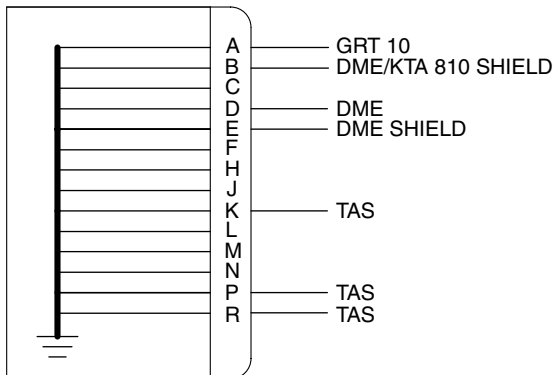 A GRT 10
B DME/KTA 810 SHIELD
C
D DME
E DME SHIELD
F
H
J
K TAS
L
M
N
P TAS
R TAS